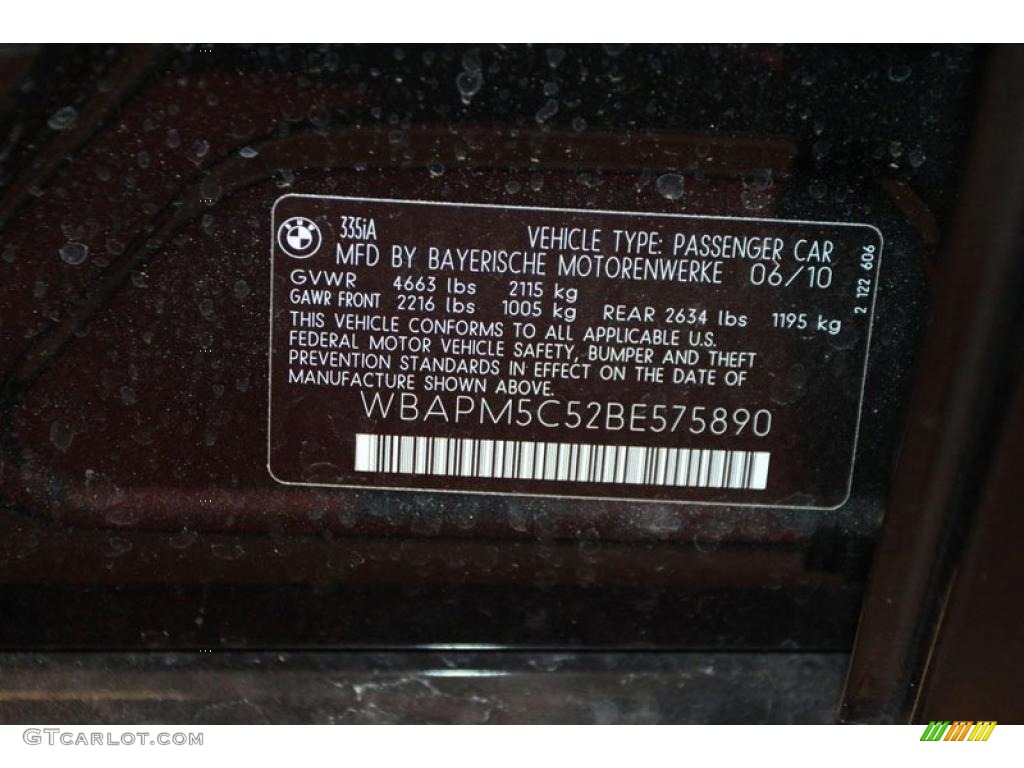 335iA
VEHICLE TYPE: PASSENGER CAR
MFD BY BAYERISCHE MOTORENWERKE 06/10
GVWR 4663 lbs 2115 kg
GAWR FRONT 2216 lbs 1005 kg REAR 2634 lbs 1195 kg
THIS VEHICLE CONFORMS TO ALL APPLICABLE U.S.
FEDERAL MOTOR VEHICLE SAFETY, BUMPER AND THEFT
PREVENTION STANDARDS IN EFFECT ON THE DATE OF
MANUFACTURE SHOWN ABOVE.
WBAPM5C52BE575890
2 122 606
GTCARLOT.COM